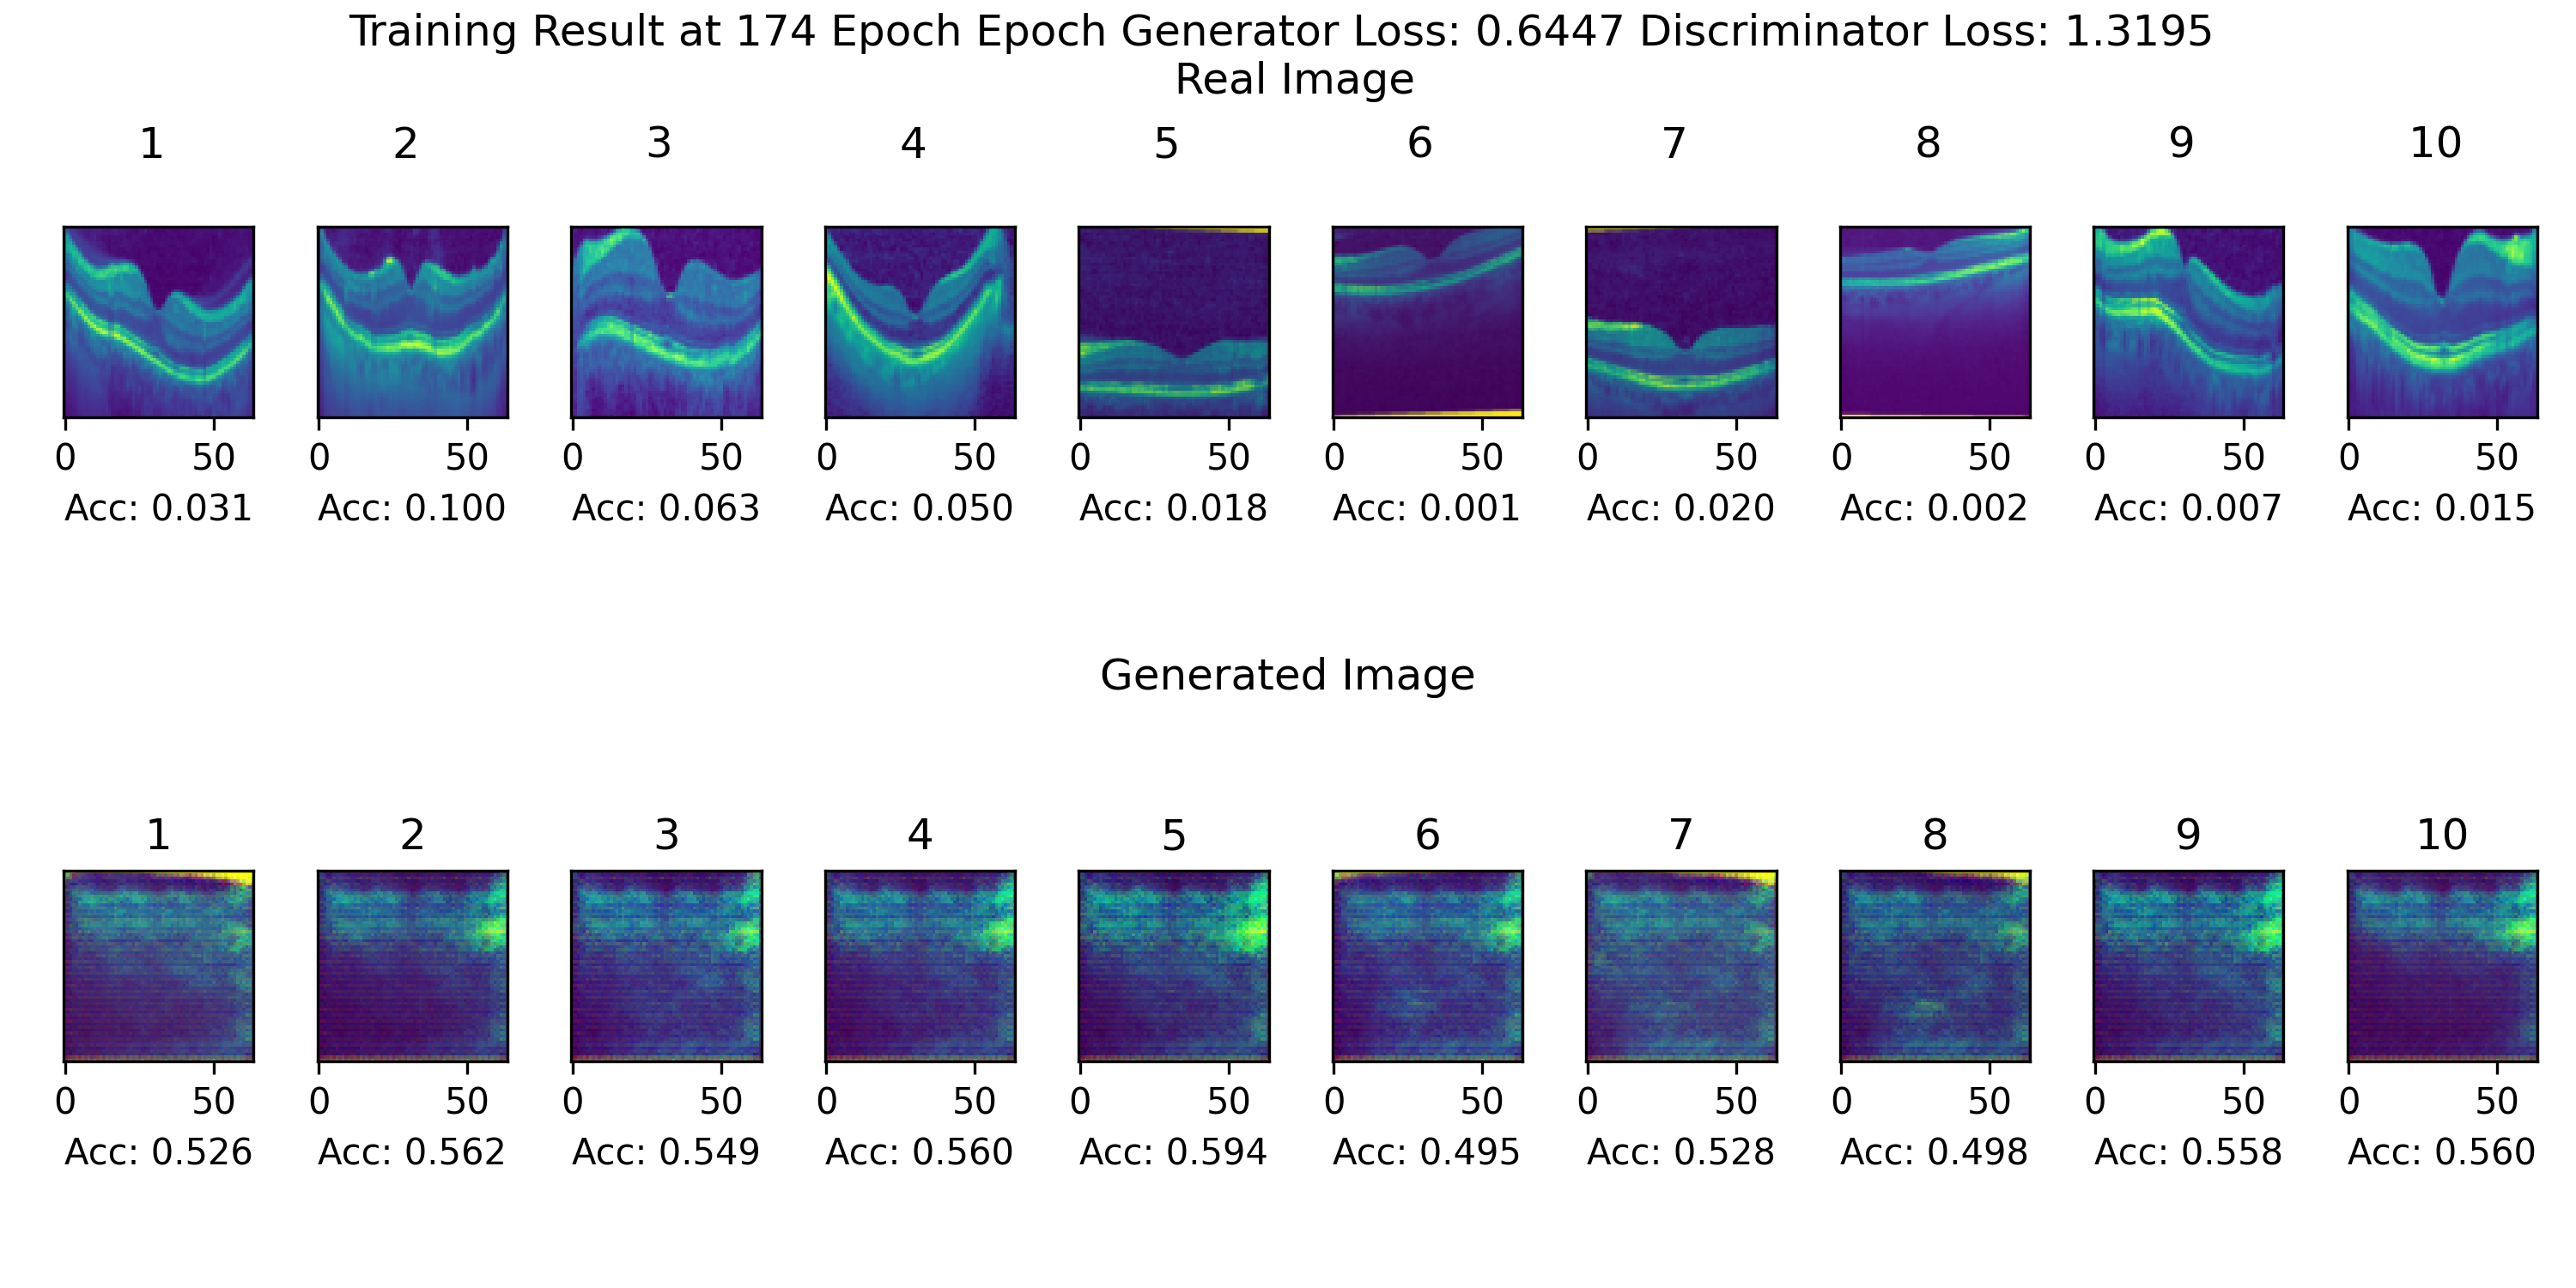 Training Result at 174 Epoch Epoch Generator Loss: 0.6447 Discriminator Loss: 1.3195
Real Image
1 2 3 4 5 6 7 8 9 10
0 50 0 50 0 50 0 50 0 50 0 50 0 50 0 50 0 50 0 50
Acc: 0.031 Acc: 0.100 Acc: 0.063 Acc: 0.050 Acc: 0.018 Acc: 0.001 Acc: 0.020 Acc: 0.002 Acc: 0.007 Acc: 0.015
Generated Image
1 2 3 4 5 6 7 8 9 10
0 50 0 50 0 50 0 50 0 50 0 50 0 50 0 50 0 50 0 50
Acc: 0.526 Acc: 0.562 Acc: 0.549 Acc: 0.560 Acc: 0.594 Acc: 0.495 Acc: 0.528 Acc: 0.498 Acc: 0.558 Acc: 0.560